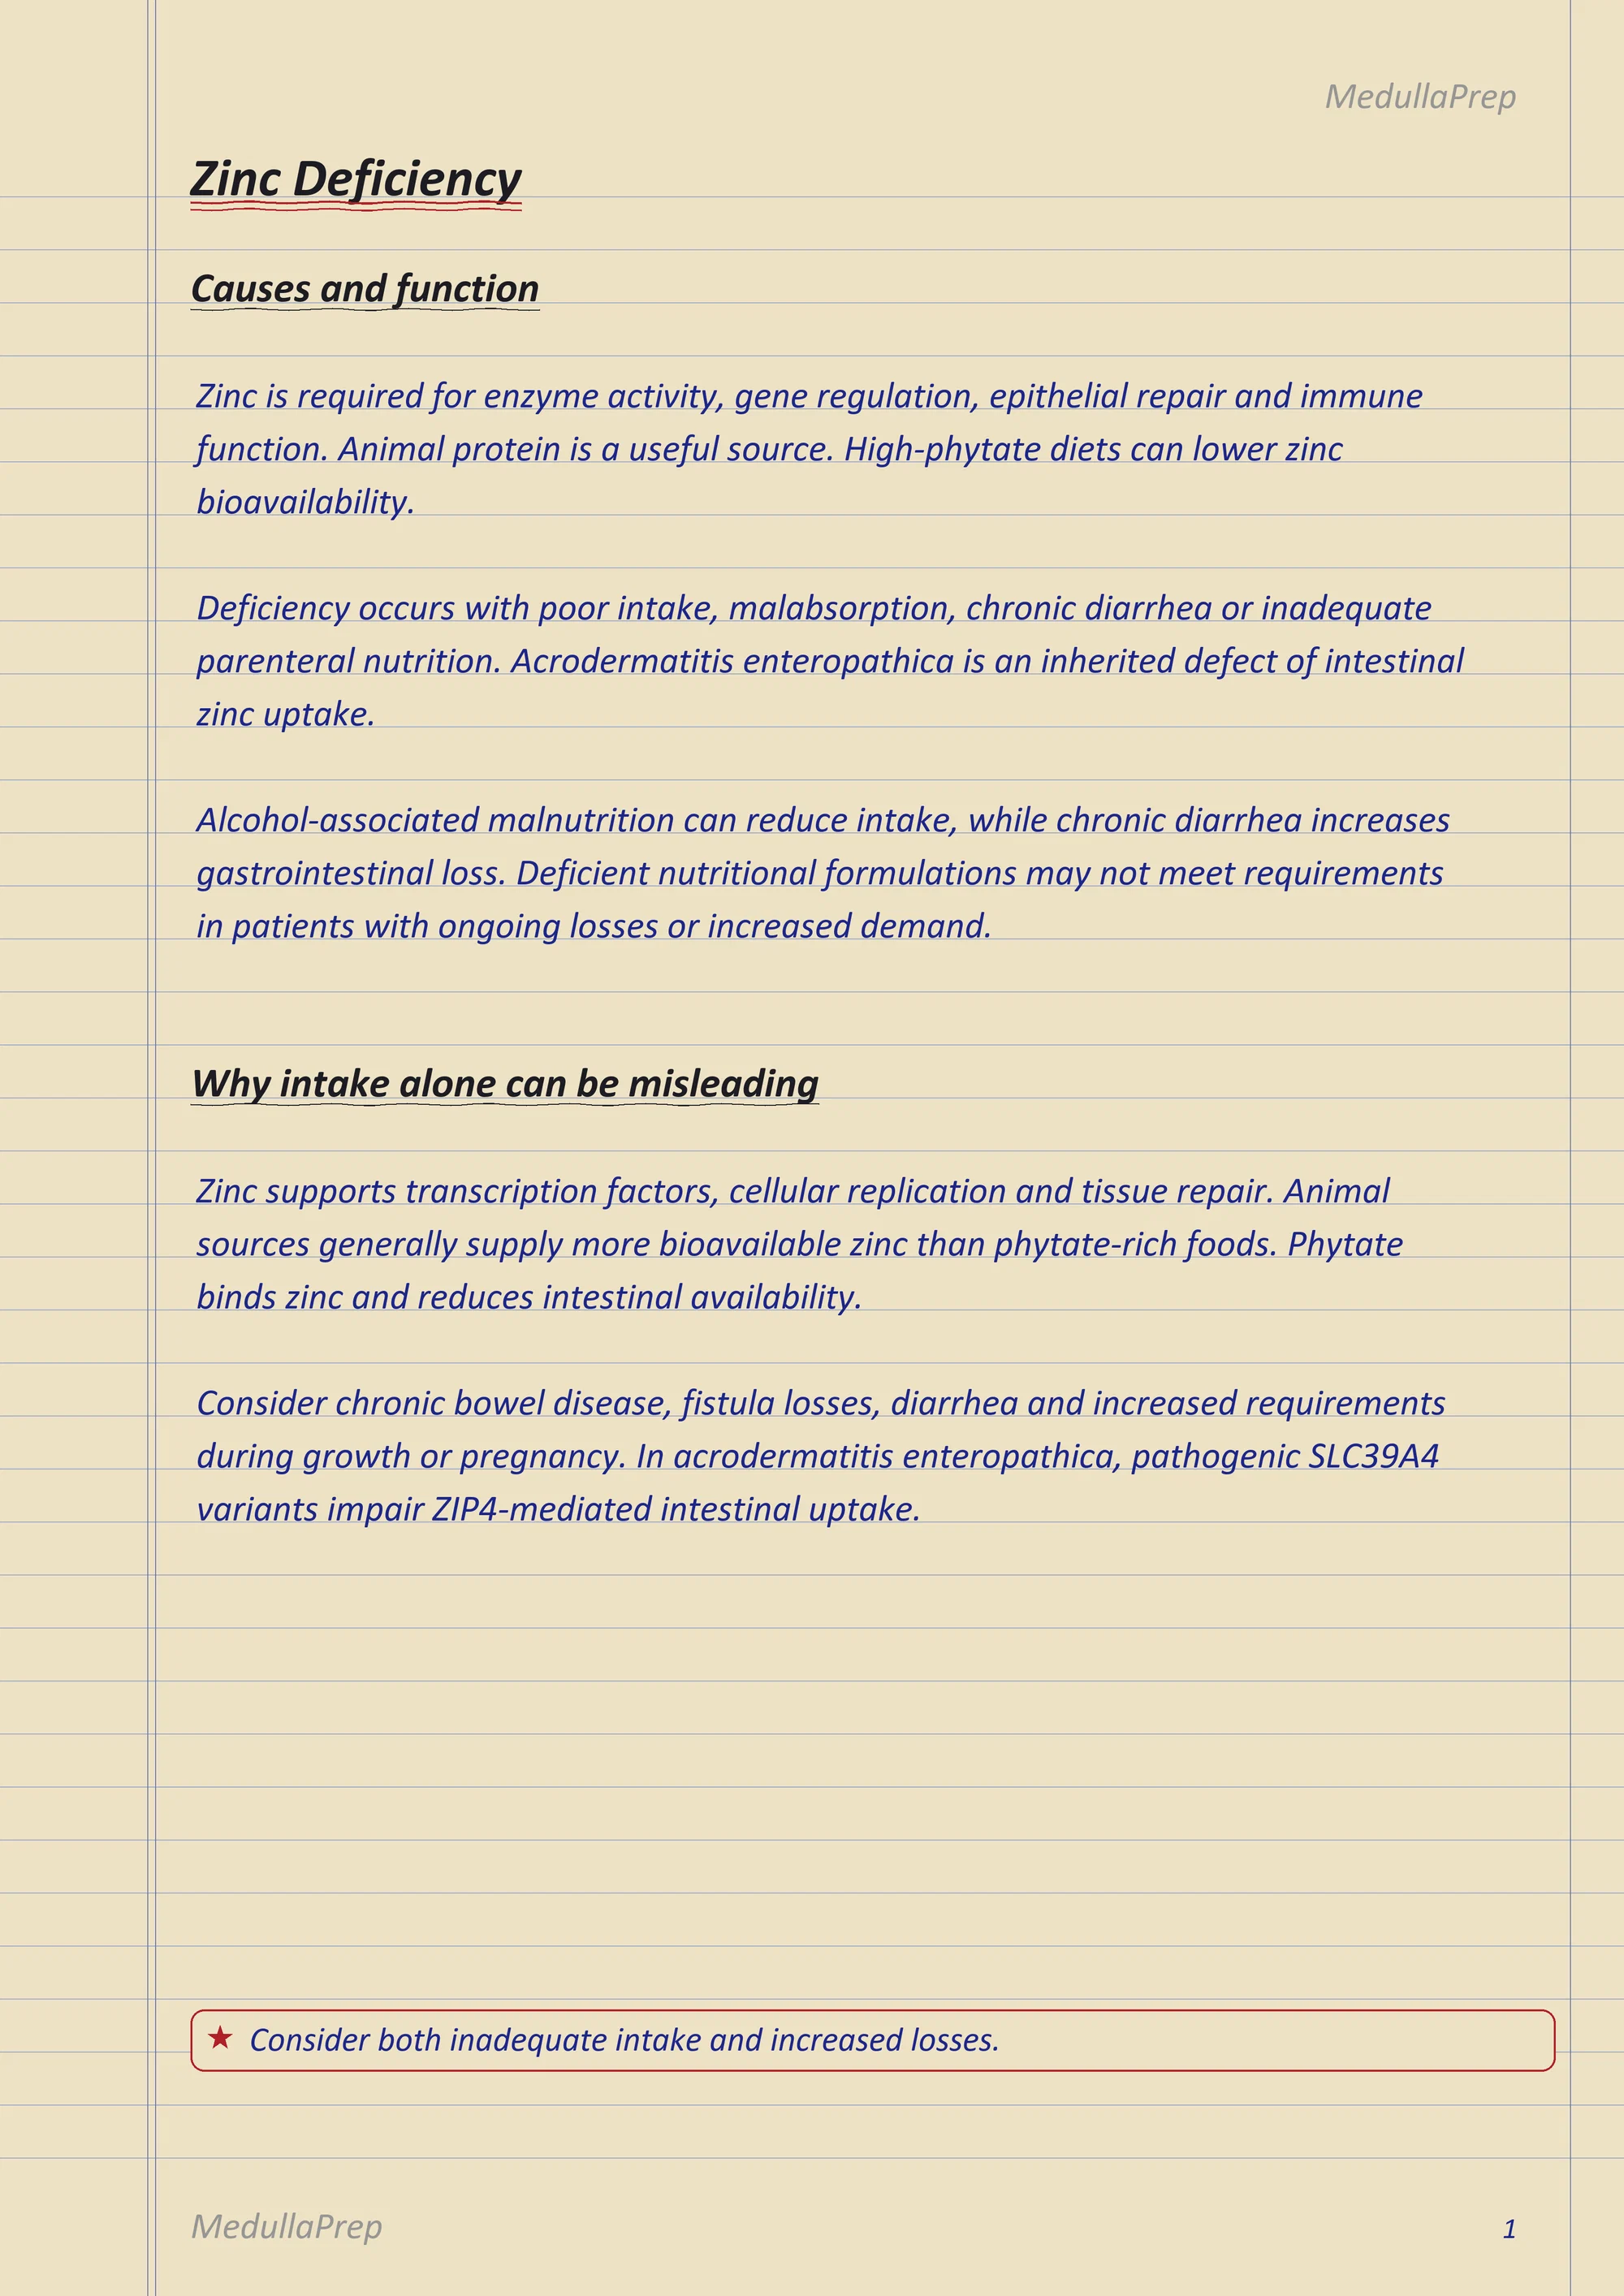 MedullaPrep
Zinc Deficiency
Causes and function
Zinc is required for enzyme activity, gene regulation, epithelial repair and immune
function. Animal protein is a useful source. High-phytate diets can lower zinc
bioavailability.
Deficiency occurs with poor intake, malabsorption, chronic diarrhea or inadequate
parenteral nutrition. Acrodermatitis enteropathica is an inherited defect of intestinal
zinc uptake.
Alcohol-associated malnutrition can reduce intake, while chronic diarrhea increases
gastrointestinal loss. Deficient nutritional formulations may not meet requirements
in patients with ongoing losses or increased demand.
Why intake alone can be misleading
Zinc supports transcription factors, cellular replication and tissue repair. Animal
sources generally supply more bioavailable zinc than phytate-rich foods. Phytate
binds zinc and reduces intestinal availability.
Consider chronic bowel disease, fistula losses, diarrhea and increased requirements
during growth or pregnancy. In acrodermatitis enteropathica, pathogenic SLC39A4
variants impair ZIP4-mediated intestinal uptake.
★ Consider both inadequate intake and increased losses.
MedullaPrep
1